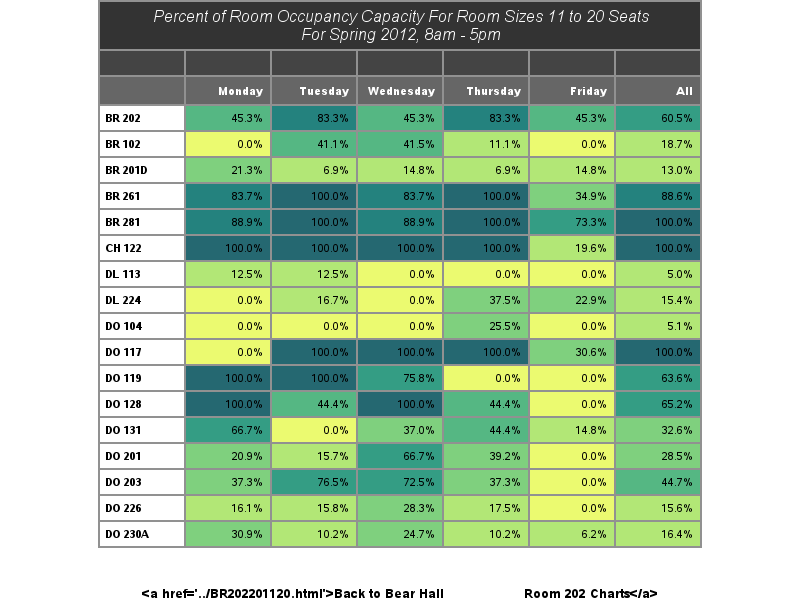 Percent of Room Occupancy Capacity For Room Sizes 11 to 20 Seats
For Spring 2012, 8am - 5pm
Monday Tuesday Wednesday Thursday Friday All
BR 202 45.3% 83.3% 45.3% 83.3% 45.3% 60.5%
BR 102 0.0% 41.1% 41.5% 11.1% 0.0% 18.7%
BR 201D 21.3% 6.9% 14.8% 6.9% 14.8% 13.0%
BR 261 83.7% 100.0% 83.7% 100.0% 34.9% 88.6%
BR 281 88.9% 100.0% 88.9% 100.0% 73.3% 100.0%
CH 122 100.0% 100.0% 100.0% 100.0% 19.6% 100.0%
DL 113 12.5% 12.5% 0.0% 0.0% 0.0% 5.0%
DL 224 0.0% 16.7% 0.0% 37.5% 22.9% 15.4%
DO 104 0.0% 0.0% 0.0% 25.5% 0.0% 5.1%
DO 117 0.0% 100.0% 100.0% 100.0% 30.6% 100.0%
DO 119 100.0% 100.0% 75.8% 0.0% 0.0% 63.6%
DO 128 100.0% 44.4% 100.0% 44.4% 0.0% 65.2%
DO 131 66.7% 0.0% 37.0% 44.4% 14.8% 32.6%
DO 201 20.9% 15.7% 66.7% 39.2% 0.0% 28.5%
DO 203 37.3% 76.5% 72.5% 37.3% 0.0% 44.7%
DO 226 16.1% 15.8% 28.3% 17.5% 0.0% 15.6%
DO 230A 30.9% 10.2% 24.7% 10.2% 6.2% 16.4%
<a href='../BR202201120.html'>Back to Bear Hall Room 202 Charts</a>